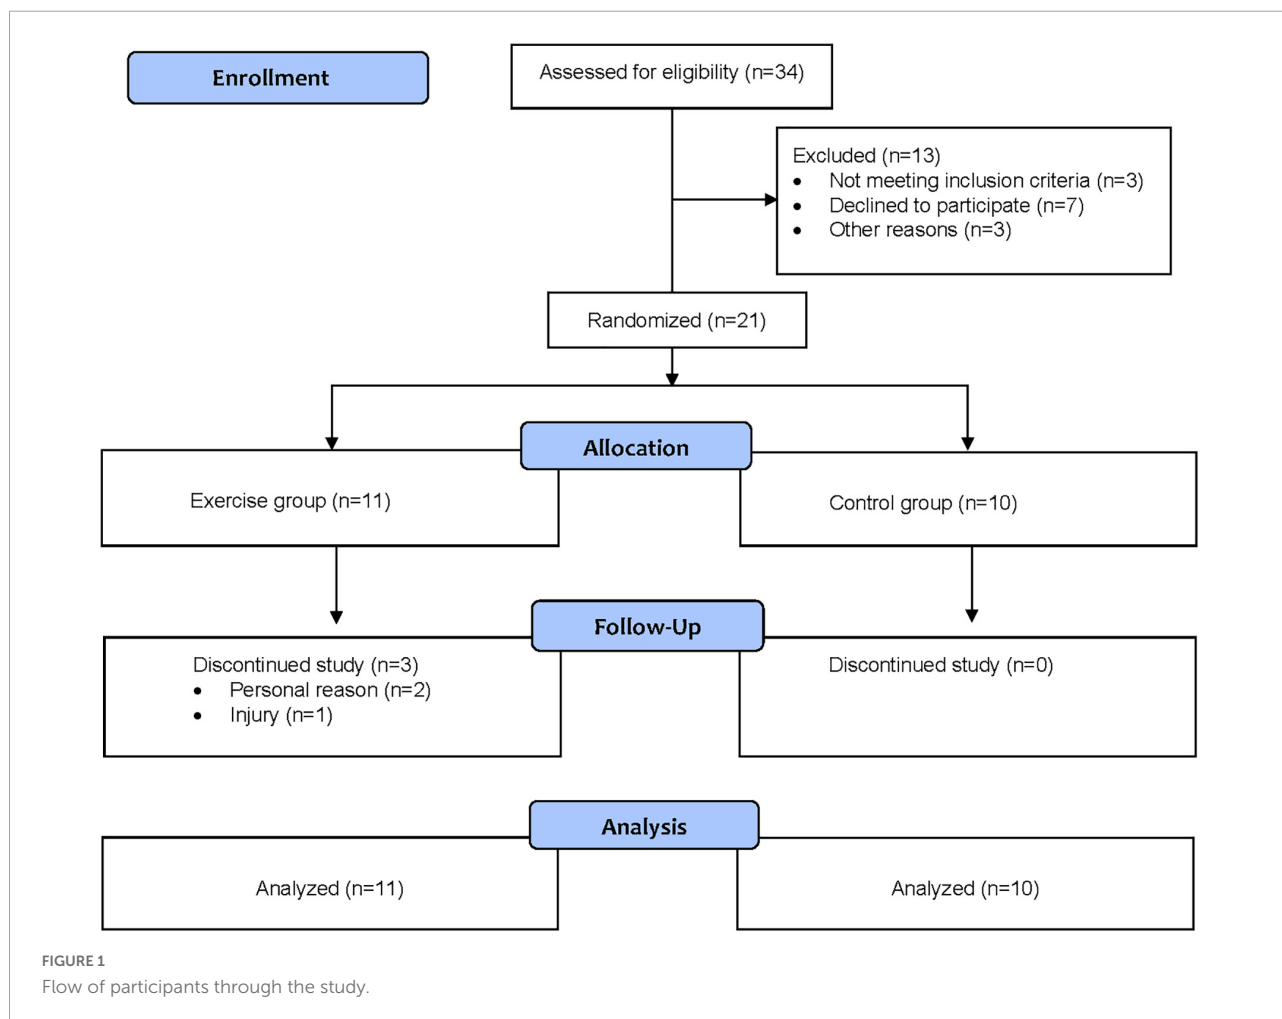 Enrollment
Assessed for eligibility (n=34)
Excluded (n=13)
• Not meeting inclusion criteria (n=3)
• Declined to participate (n=7)
• Other reasons (n=3)
Randomized (n=21)
Allocation
Exercise group (n=11)
Control group (n=10)
Follow-Up
Discontinued study (n=3)
• Personal reason (n=2)
• Injury (n=1)
Discontinued study (n=0)
Analysis
Analyzed (n=11)
Analyzed (n=10)
FIGURE 1
Flow of participants through the study.